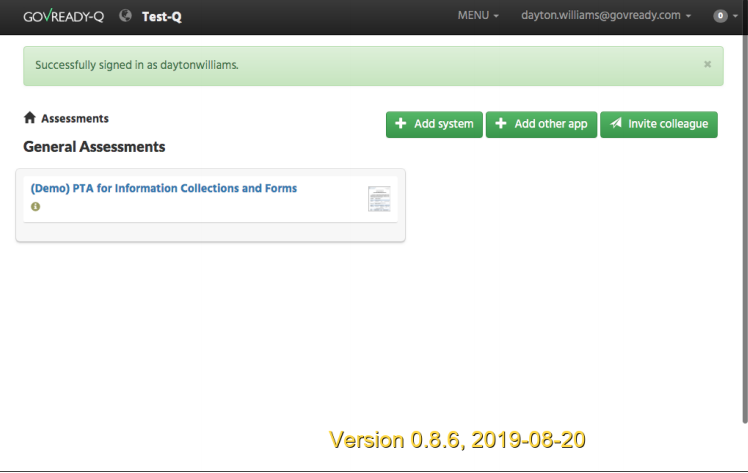 GOVREADY-Q Test-Q MENU dayton.williams@govready.com 0
Successfully signed in as daytonwilliams. ×
Assessments + Add system + Add other app Invite colleague
General Assessments
(Demo) PTA for Information Collections and Forms
Version 0.8.6, 2019-08-20